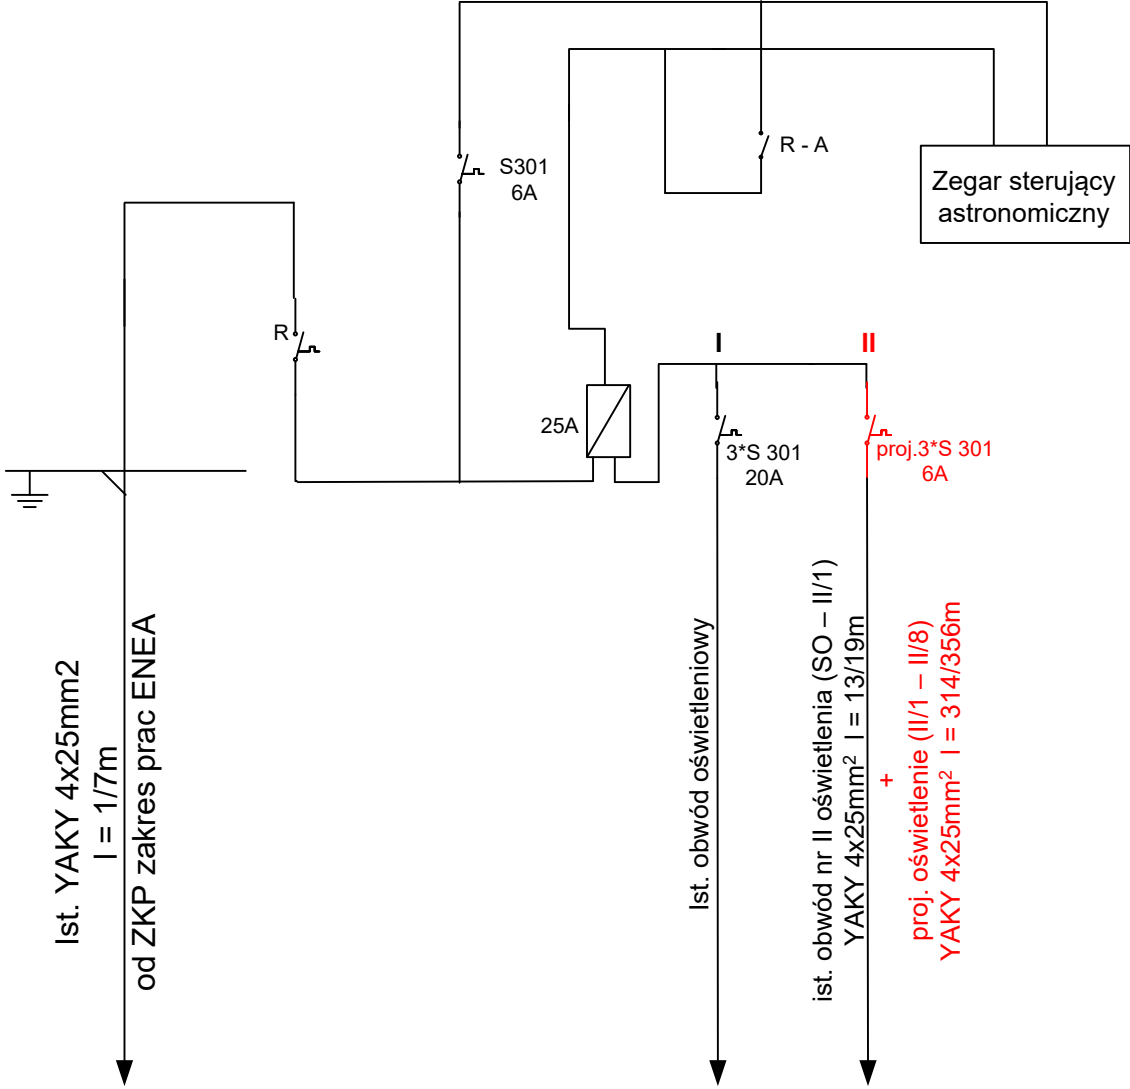 S301
6A
R - A
Zegar sterujący
astronomiczny
R
I
II
25A
3*S 301
20A
proj.3*S 301
6A
Ist. YAKY 4x25mm2
l = 1/7m
od ZKP zakres prac ENEA
Ist. obwód oświetleniowy
ist. obwód nr II oświetlenia (SO – II/1)
YAKY 4x25mm² l = 13/19m
+
proj. oświetlenie (II/1 – II/8)
YAKY 4x25mm² l = 314/356m